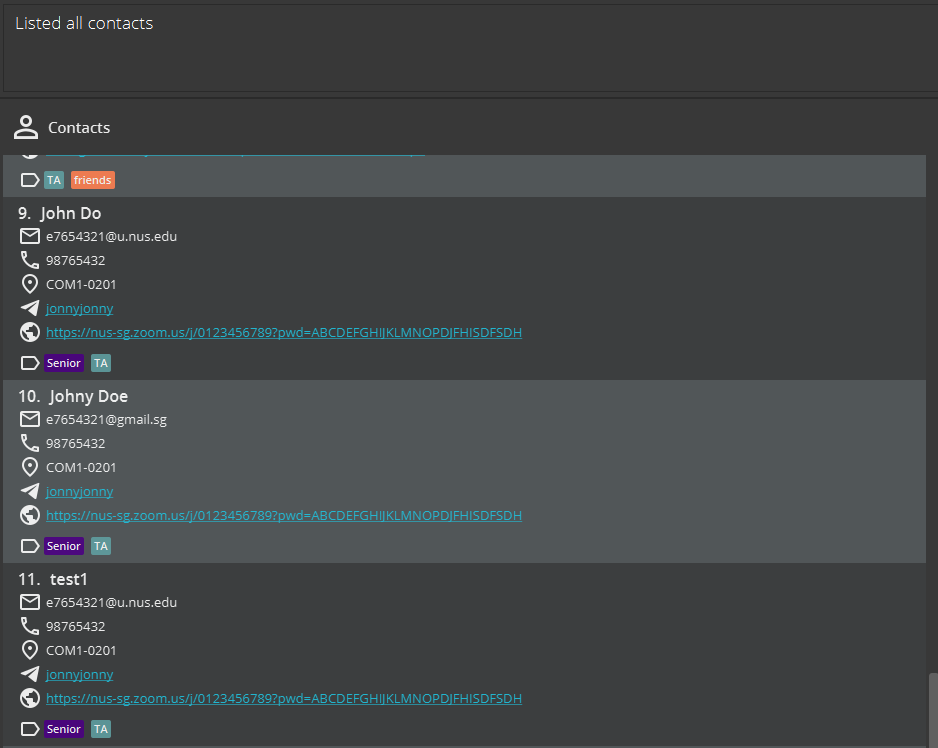 Listed all contacts
Contacts
TA friends
9. John Do
e7654321@u.nus.edu
98765432
COM1-0201
jonnyjonny
https://nus-sg.zoom.us/j/0123456789?pwd=ABCDEFGHIJKLMNOPDJFHISDFSDH
Senior TA
10. Johny Doe
e7654321@gmail.sg
98765432
COM1-0201
jonnyjonny
https://nus-sg.zoom.us/j/0123456789?pwd=ABCDEFGHIJKLMNOPDJFHISDFSDH
Senior TA
11. test1
e7654321@u.nus.edu
98765432
COM1-0201
jonnyjonny
https://nus-sg.zoom.us/j/0123456789?pwd=ABCDEFGHIJKLMNOPDJFHISDFSDH
Senior TA